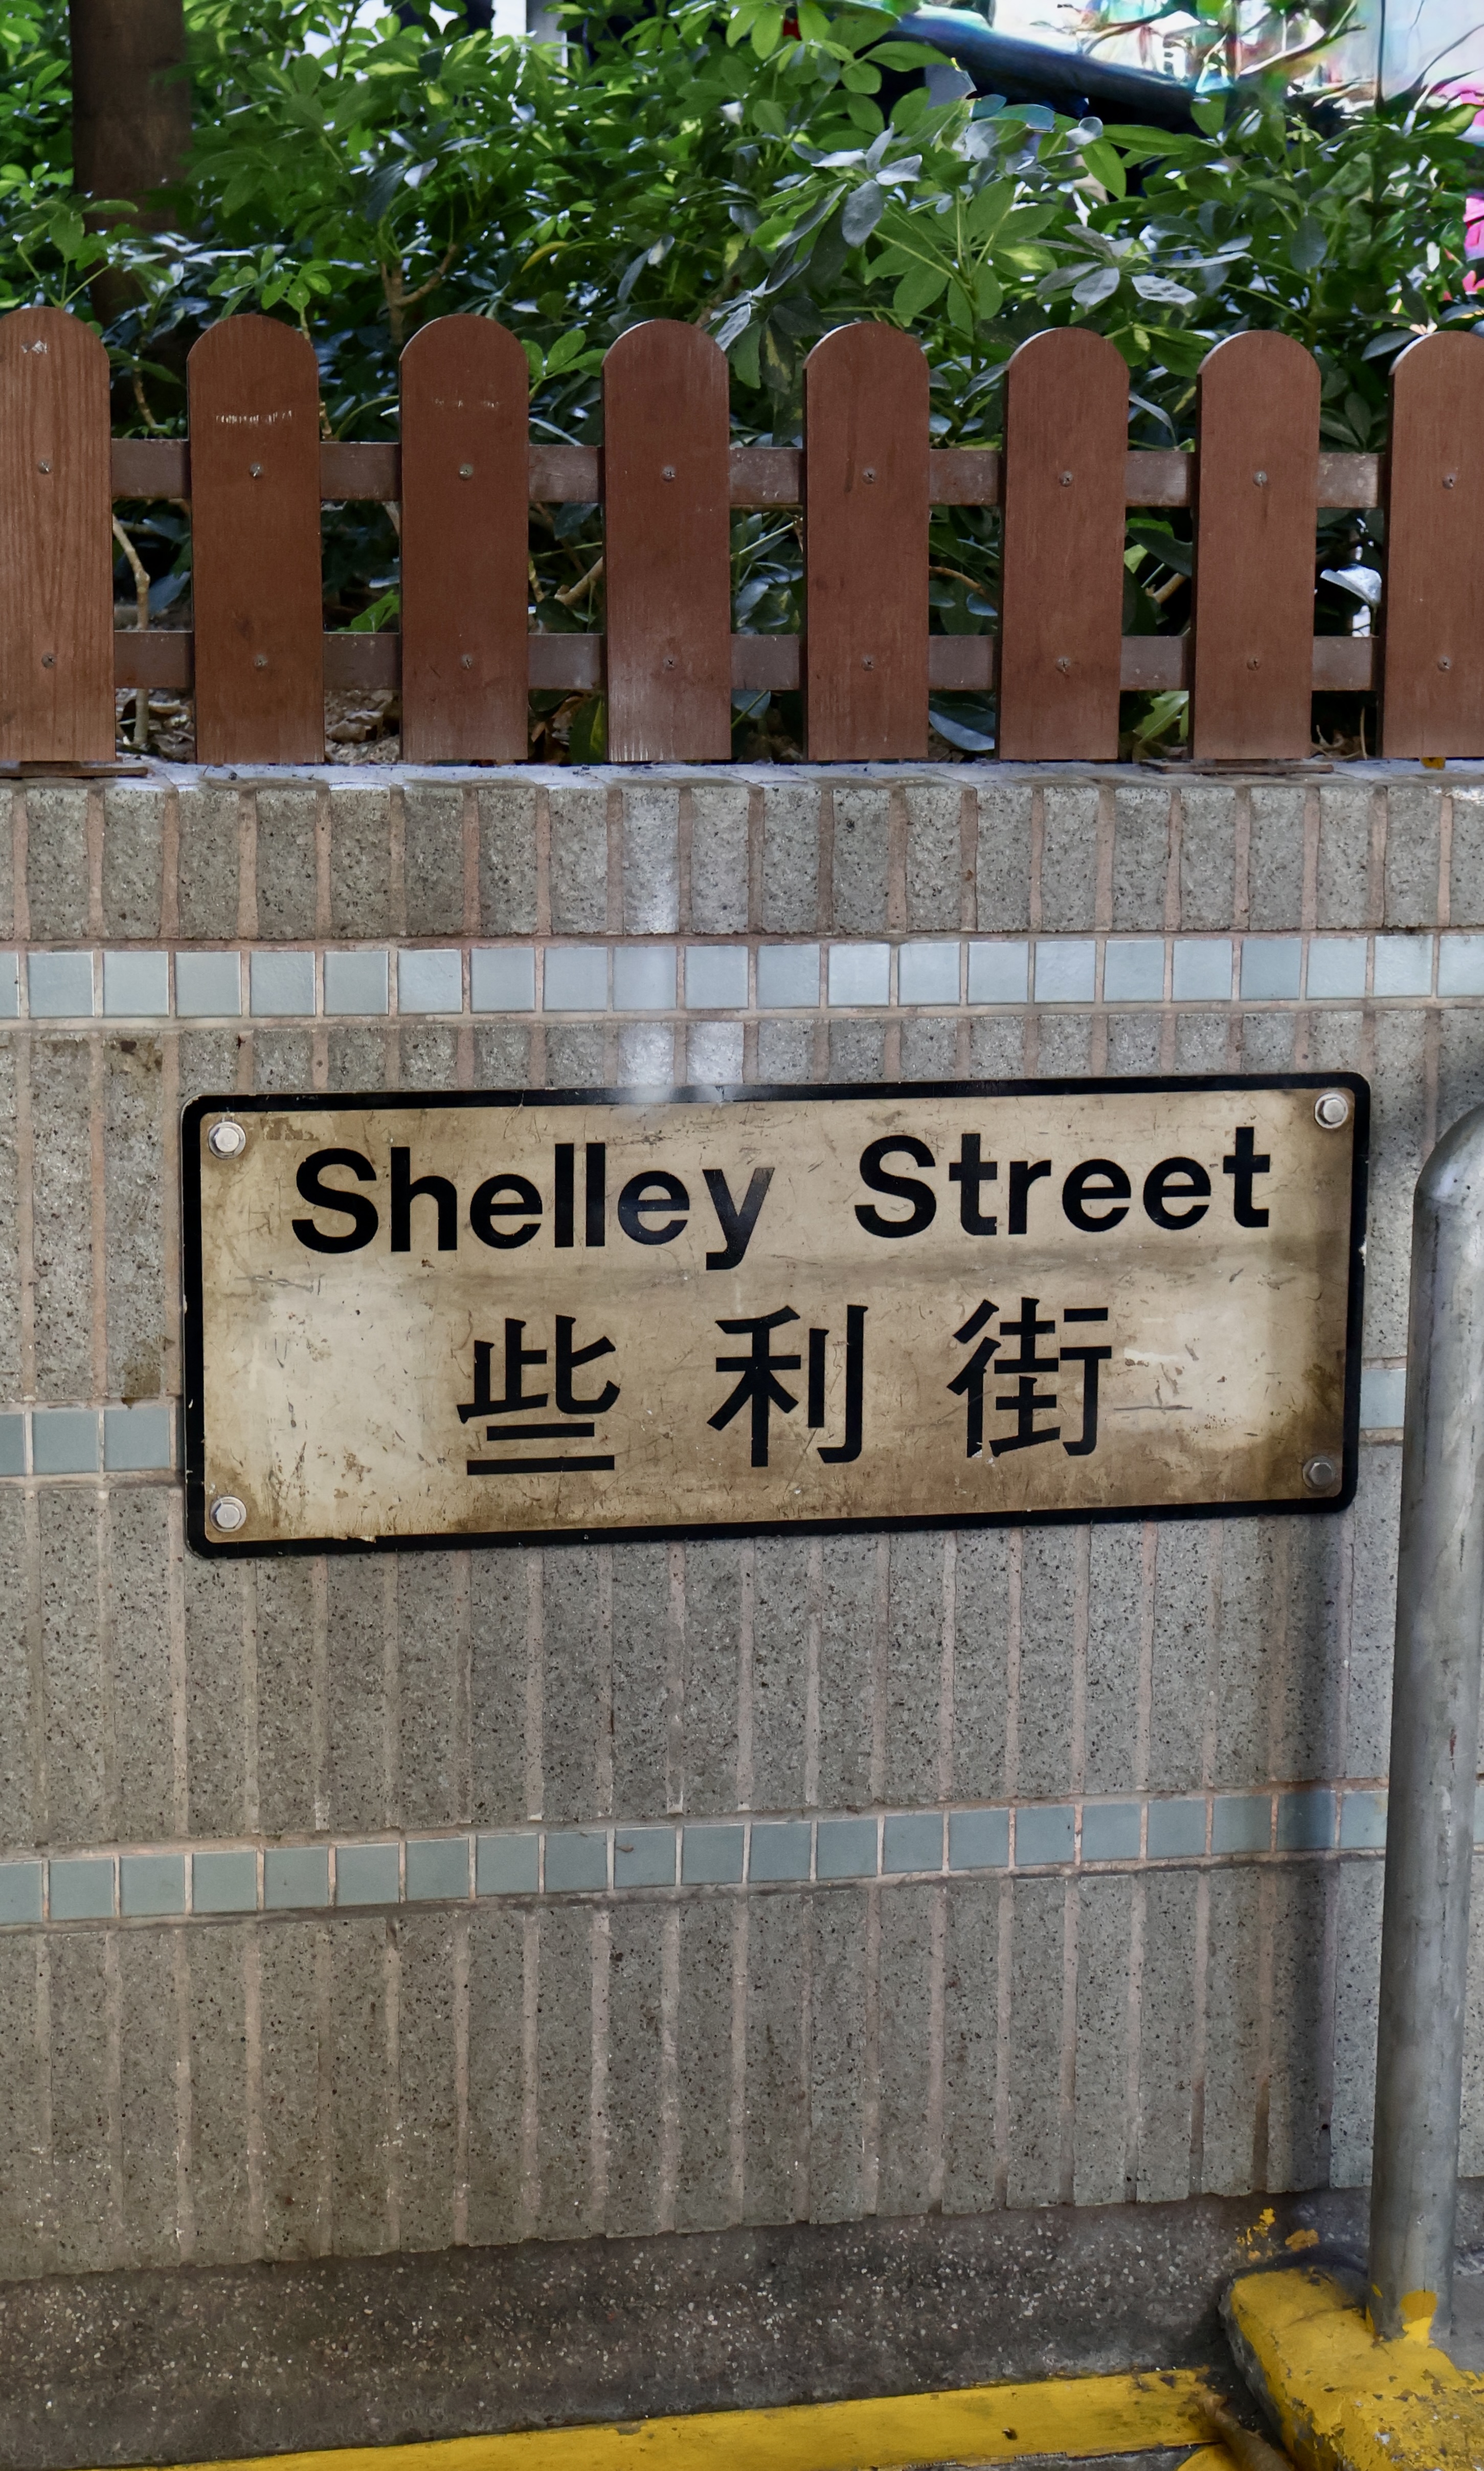 Shelley Street
些利街